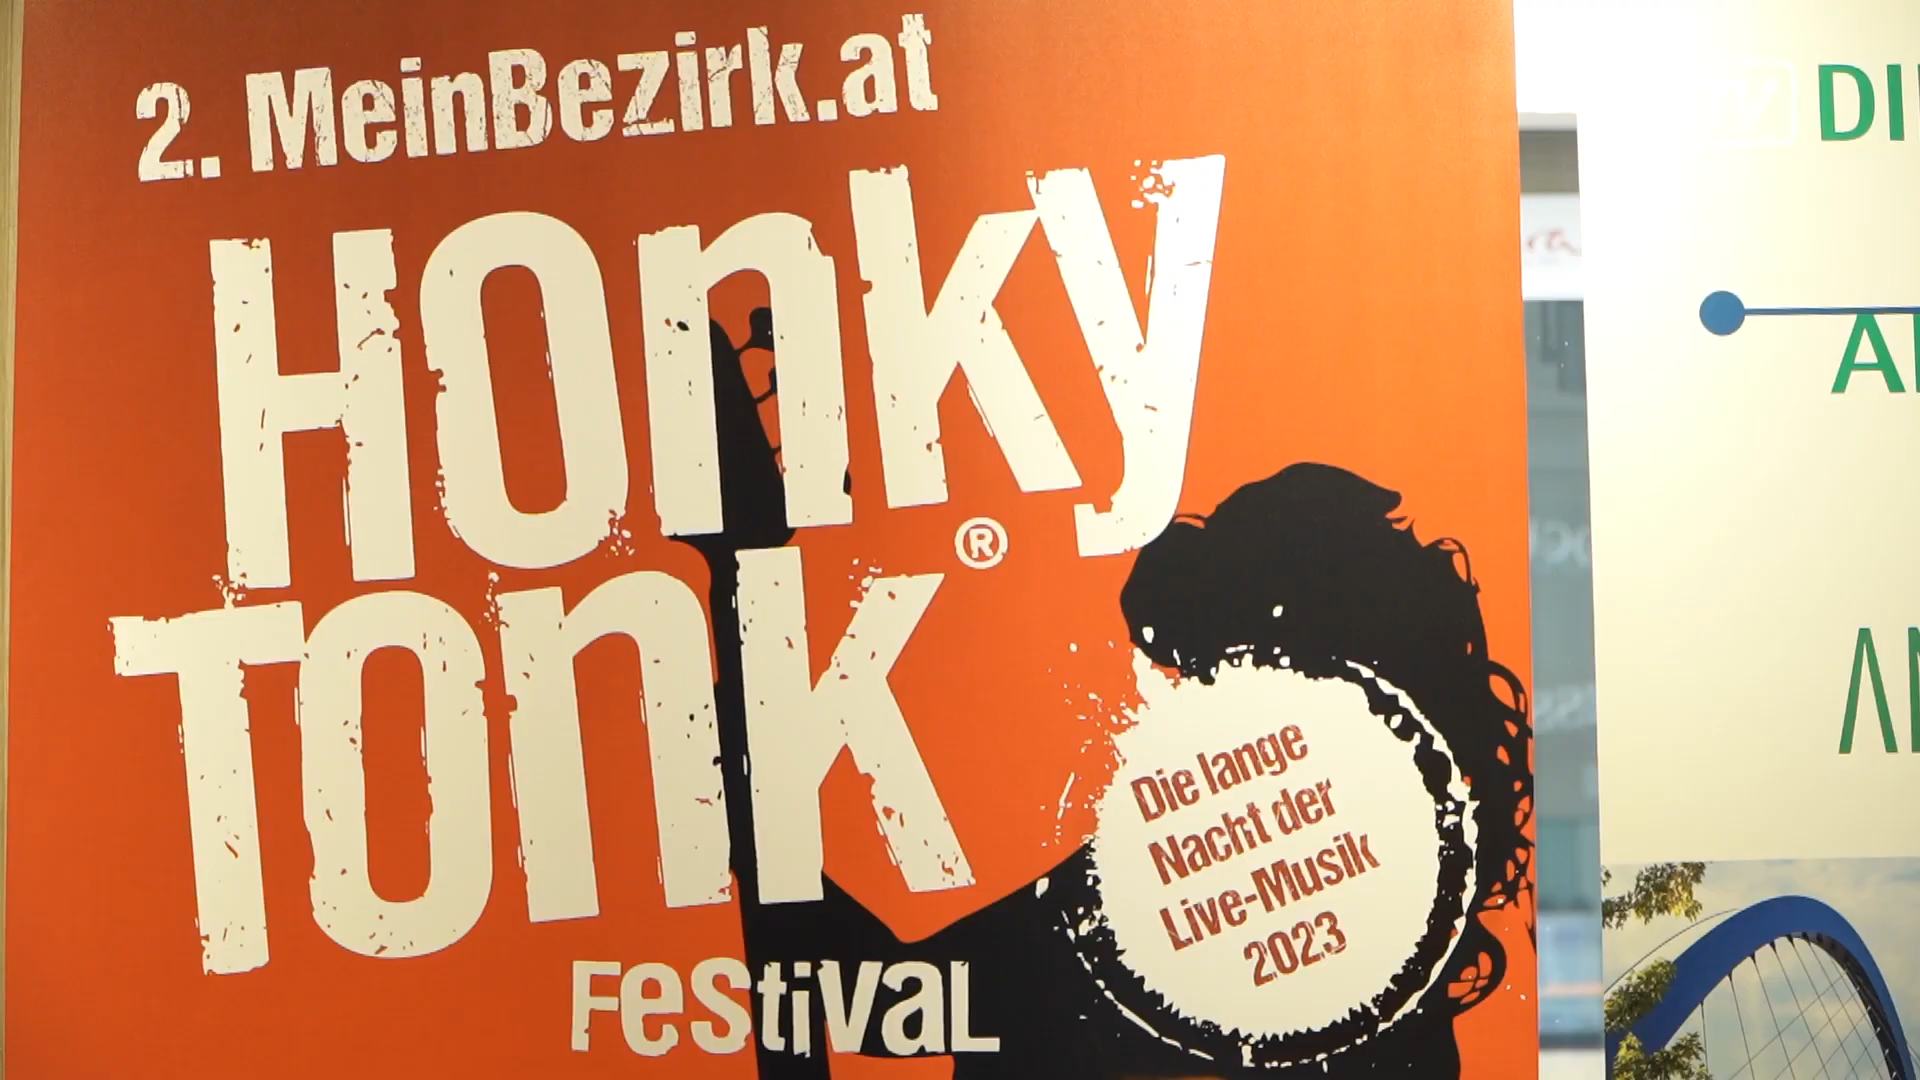 2. MeinBezirk.at
Honky
Tonk®
Festival
Die lange
Nacht der
Live-Musik
2023